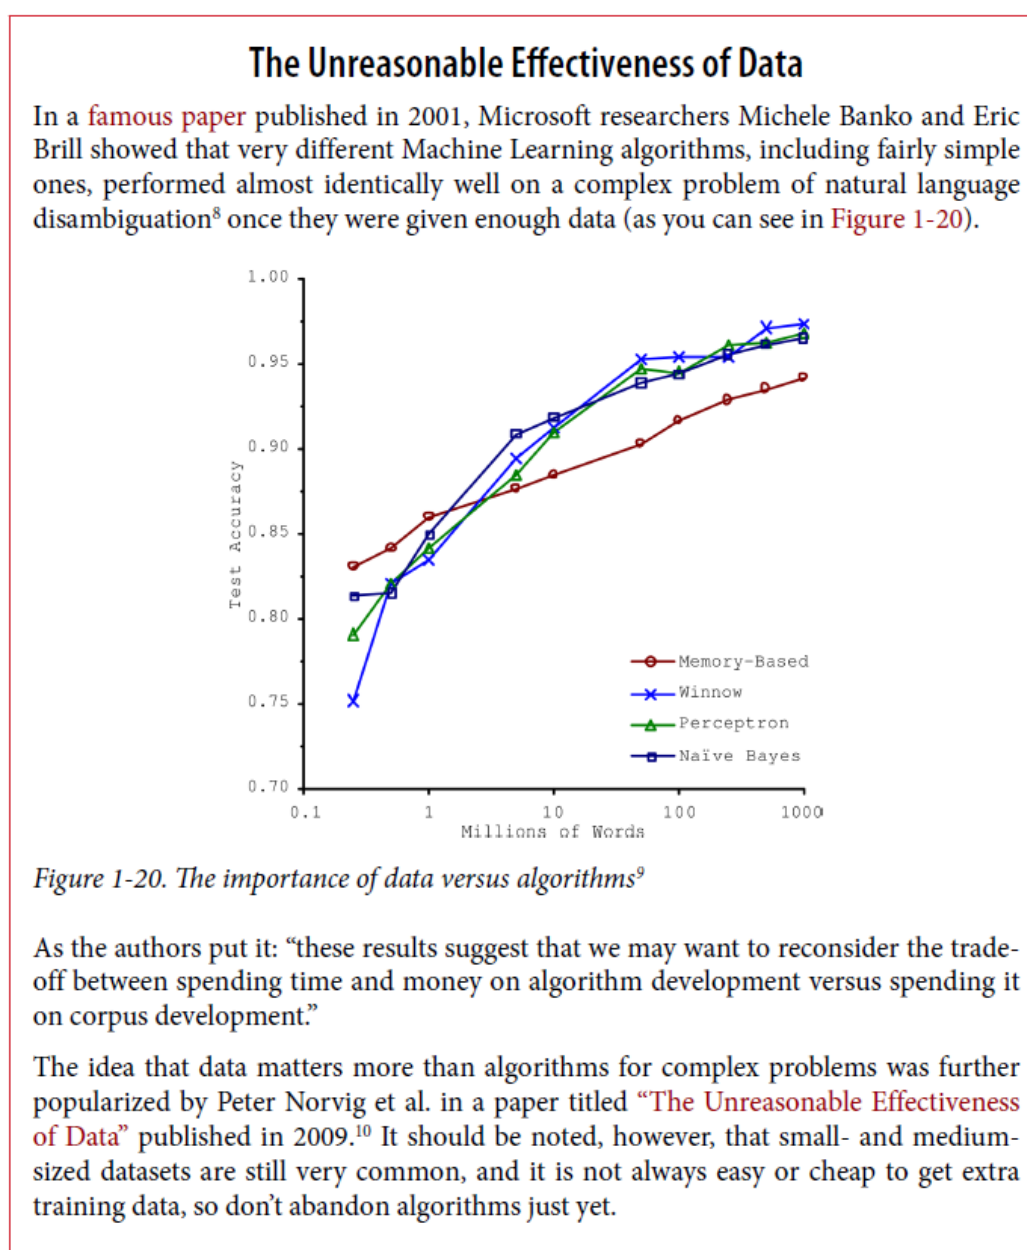 The Unreasonable Effectiveness of Data
In a famous paper published in 2001, Microsoft researchers Michele Banko and Eric
Brill showed that very different Machine Learning algorithms, including fairly simple
ones, performed almost identically well on a complex problem of natural language
disambiguation⁸ once they were given enough data (as you can see in Figure 1-20).
1.00
0.95
0.90
0.85
0.80
0.75
0.70
Test Accuracy
Memory-Based
Winnow
Perceptron
Naïve Bayes
0.1 1 10 100 1000
Millions of Words
Figure 1-20. The importance of data versus algorithms⁹
As the authors put it: “these results suggest that we may want to reconsider the trade-
off between spending time and money on algorithm development versus spending it
on corpus development.”
The idea that data matters more than algorithms for complex problems was further
popularized by Peter Norvig et al. in a paper titled “The Unreasonable Effectiveness
of Data” published in 2009.¹⁰ It should be noted, however, that small- and medium-
sized datasets are still very common, and it is not always easy or cheap to get extra
training data, so don’t abandon algorithms just yet.